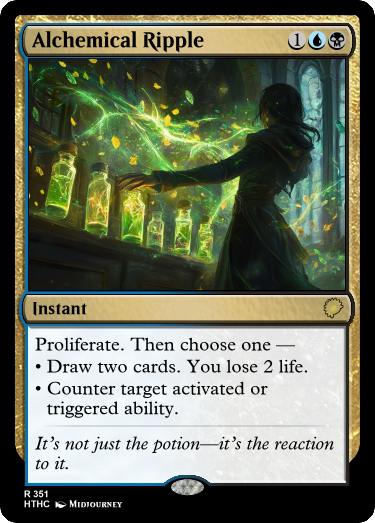 Alchemical Ripple 1
Instant
Proliferate. Then choose one —
• Draw two cards. You lose 2 life.
• Counter target activated or
triggered ability.
It's not just the potion—it's the reaction
to it.
R 351
HTHC Midjourney